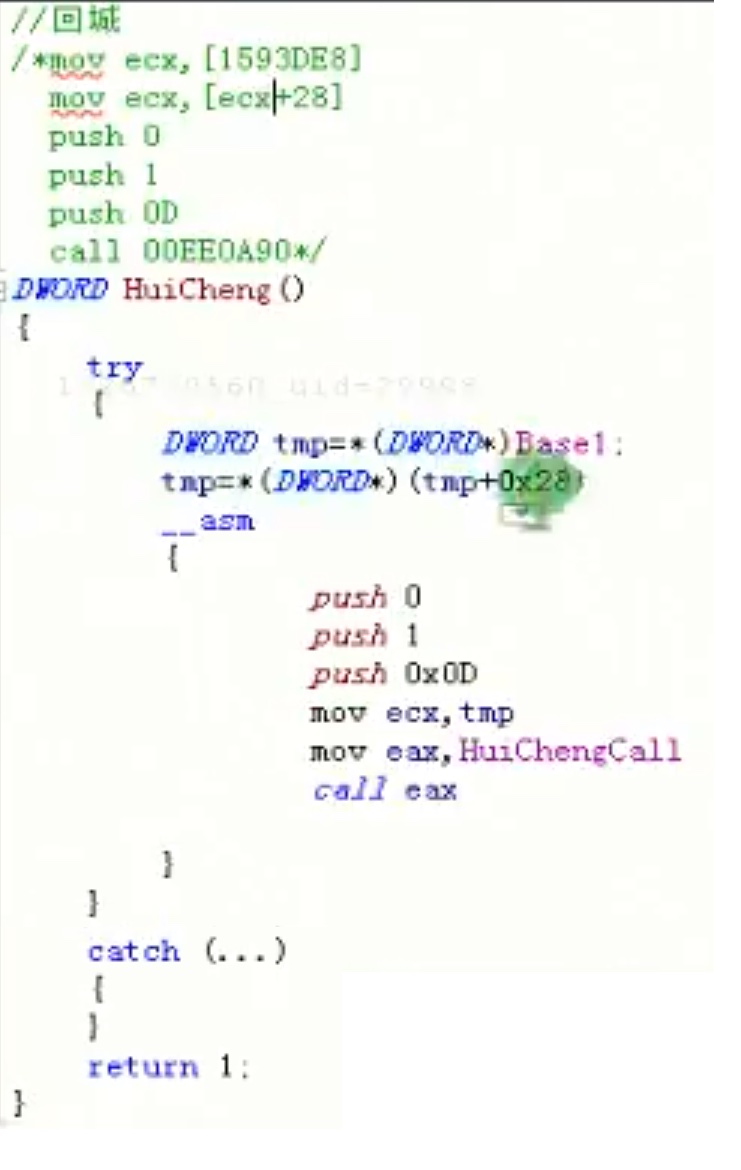 //回城
/*mov ecx,[1593DE8]
mov ecx,[ecx+28]
push 0
push 1
push 0D
call 00EE0A90*/
DWORD HuiCheng()
{
try
{
DWORD tmp=*(DWORD*)Base1;
tmp=*(DWORD*)(tmp+0x28)
__asm
{
push 0
push 1
push 0x0D
mov ecx,tmp
mov eax,HuiChengCall
call eax
}
}
catch (...)
{
}
return 1;
}